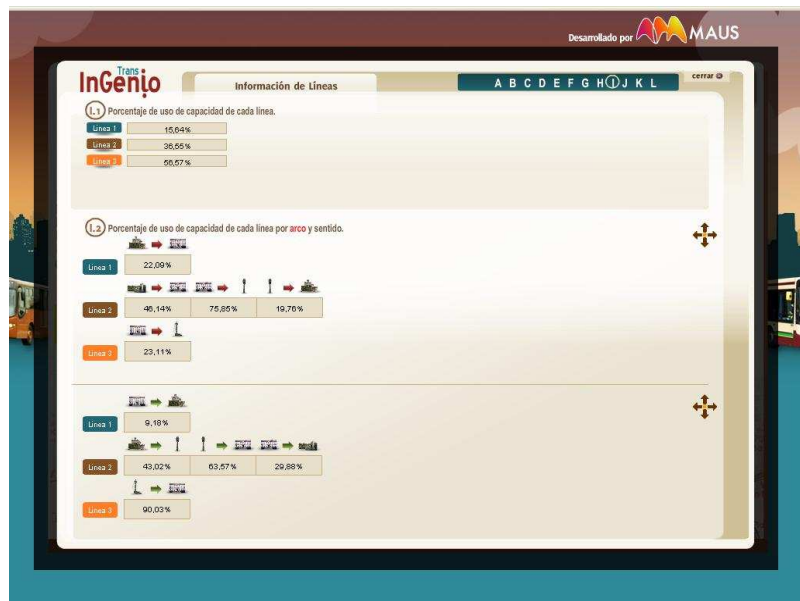 Desarrollado por MAUS
Trans
InGenio
Información de Líneas
A B C D E F G H I J K L
cerrar
I.1 Porcentaje de uso de capacidad de cada línea.
Línea 1 15,64%
Línea 2 36,55%
Línea 3 56,57%
I.2 Porcentaje de uso de capacidad de cada línea por arco y sentido.
Línea 1 22,09%
Línea 2 46,14% 75,85% 19,76%
Línea 3 23,11%
Línea 1 9,18%
Línea 2 43,02% 63,57% 29,88%
Línea 3 90,03%